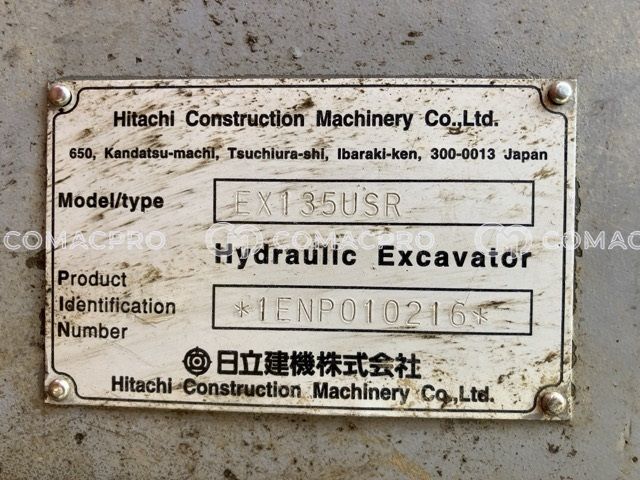 Hitachi Construction Machinery Co.,Ltd.
650, Kandatsu-machi, Tsuchiura-shi, Ibaraki-ken, 300-0013 Japan
Model/type EX135USR
COMACPRO COMACPRO COMACPRO
Hydraulic Excavator
Product
Identification
Number
*1ENP010216*
日立建機株式会社
Hitachi Construction Machinery Co.,Ltd.